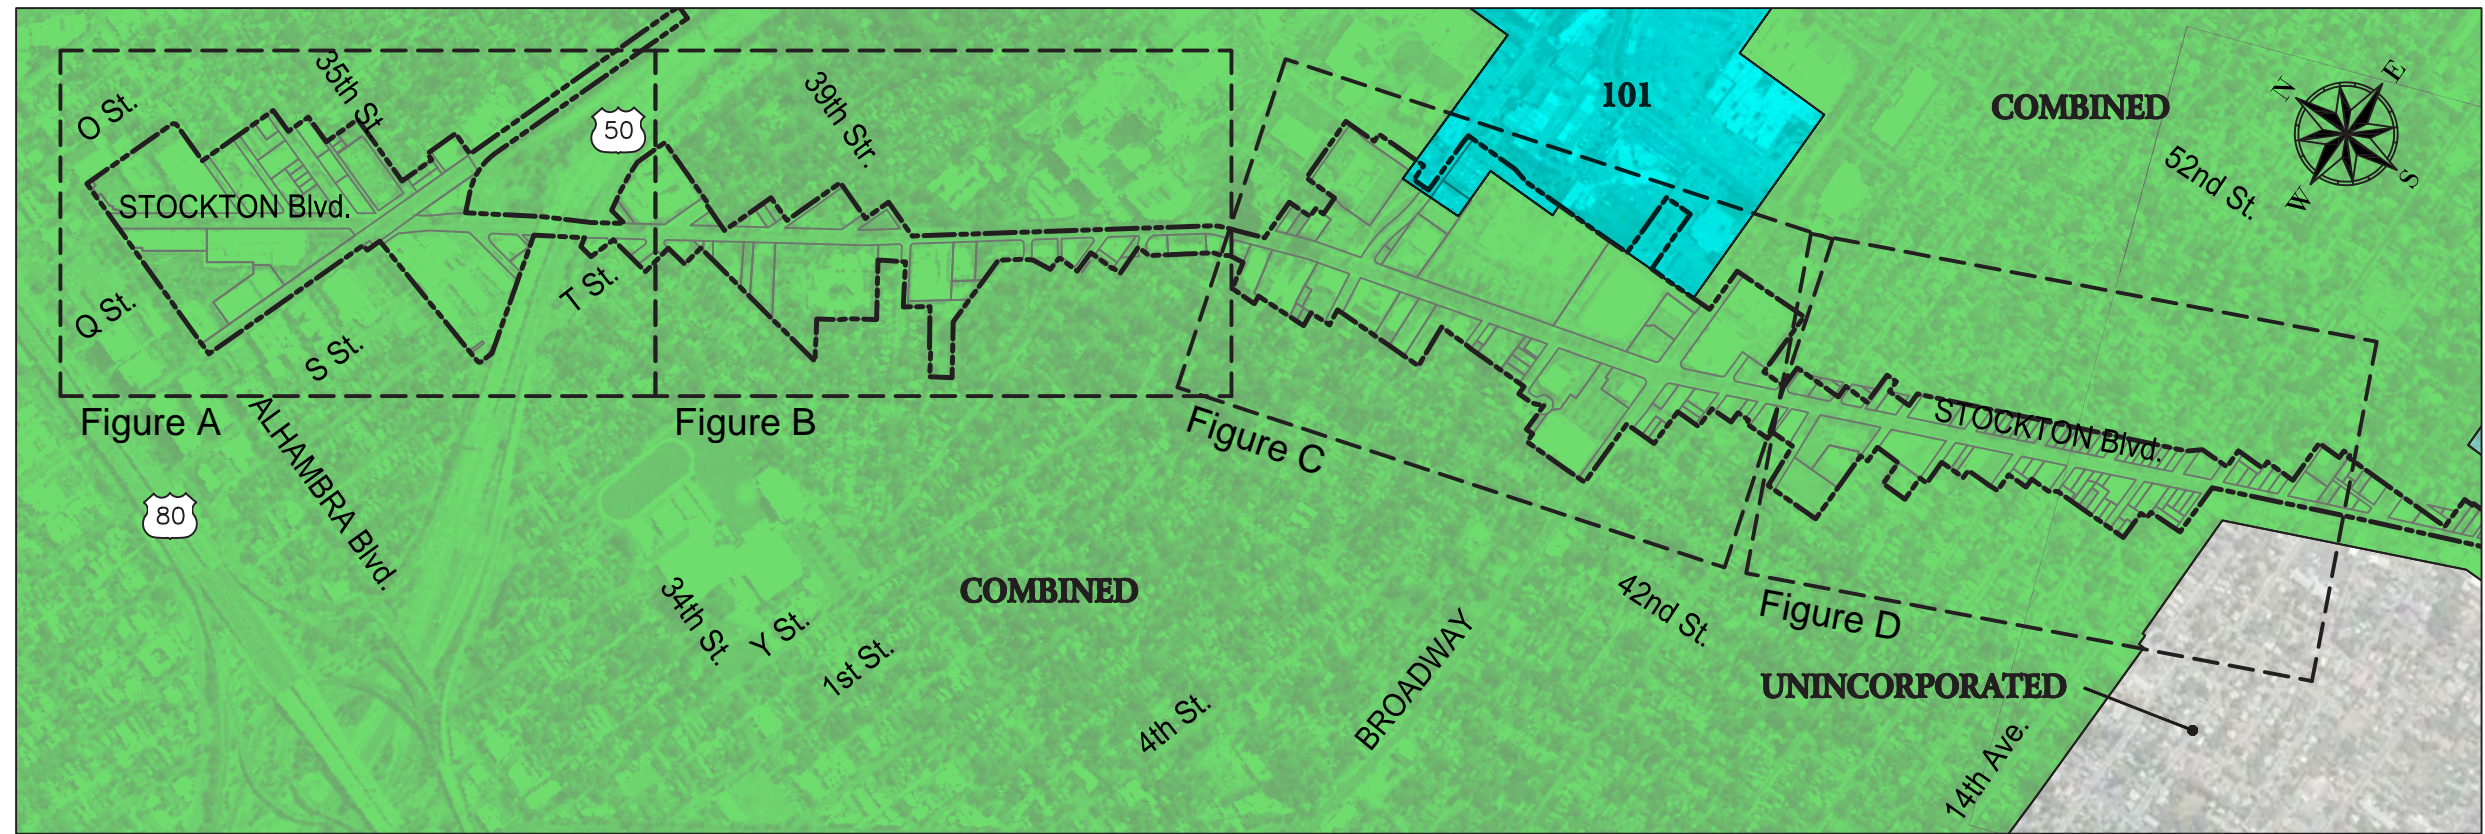 101
COMBINED
N
E
S
W
52nd St.
35th St
39th Str.
50
O St.
STOCKTON Blvd.
Q St.
T St.
S St.
Figure A
Figure B
Figure C
ALHAMBRA Blvd.
80
STOCKTON Blvd.
34th St.
Y St.
1st St.
COMBINED
4th St.
BROADWAY
42nd St.
Figure D
UNINCORPORATED
14th Ave.